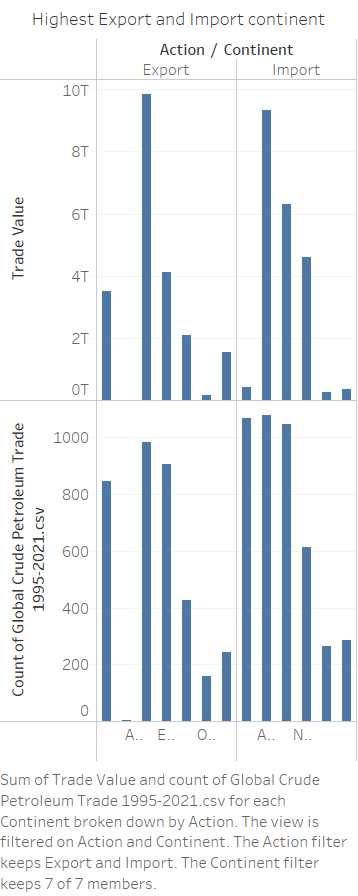 Highest Export and Import continent
Action / Continent
Export Import
10T
8T
6T
4T
2T
0T
Trade Value
1000
800
600
400
200
0
Count of Global Crude Petroleum Trade
1995-2021.csv
A.. E.. O.. A.. N..
Sum of Trade Value and count of Global Crude
Petroleum Trade 1995-2021.csv for each
Continent broken down by Action. The view is
filtered on Action and Continent. The Action filter
keeps Export and Import. The Continent filter
keeps 7 of 7 members.